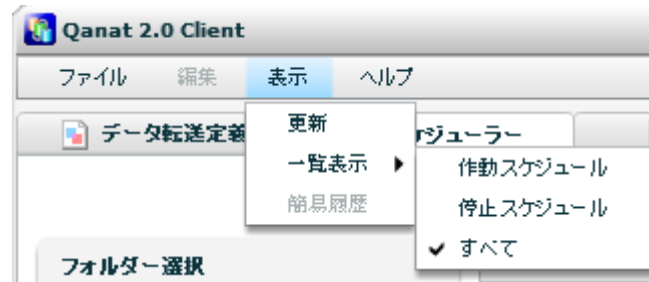 Qanat 2.0 Client
ファイル 編集 表示 ヘルプ
データ転送定義 ジューラー
更新
一覧表示
簡易履歴
作動スケジュール
停止スケジュール
すべて
フォルダー選択